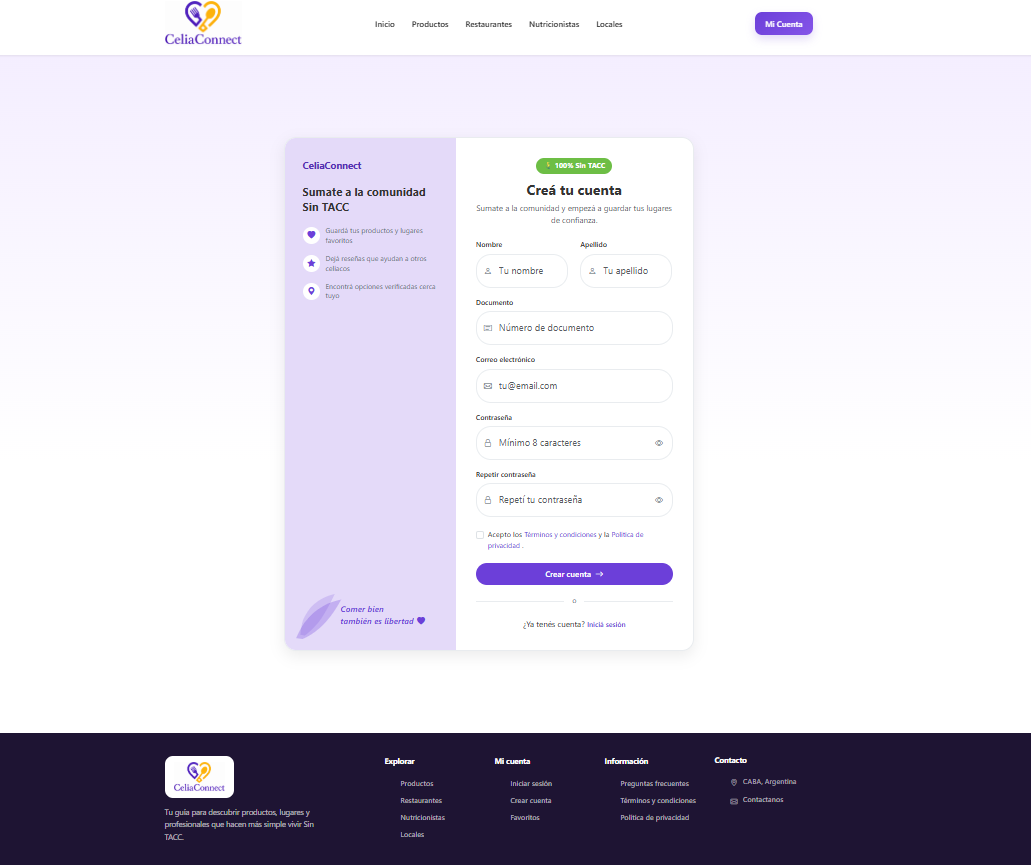 CeliaConnect
Inicio
Productos
Restaurantes
Nutricionistas
Locales
Mi Cuenta
CeliaConnect
Sumate a la comunidad
Sin TACC
Guardá tus productos y lugares
favoritos
Dejá reseñas que ayudan a otros
celíacos
Encontrá opciones verificadas cerca
tuyo
Comer bien
también es libertad
100% Sin TACC
Creá tu cuenta
Sumate a la comunidad y empezá a guardar tus lugares
de confianza.
Nombre
Apellido
Tu nombre
Tu apellido
Documento
Número de documento
Correo electrónico
tu@email.com
Contraseña
Mínimo 8 caracteres
Repetir contraseña
Repetí tu contraseña
Acepto los Términos y condiciones y la Política de
privacidad .
Crear cuenta →
o
¿Ya tenés cuenta? Iniciá sesión
CeliaConnect
Tu guía para descubrir productos, lugares y
profesionales que hacen más simple vivir Sin
TACC.
Explorar
Productos
Restaurantes
Nutricionistas
Locales
Mi cuenta
Iniciar sesión
Crear cuenta
Favoritos
Información
Preguntas frecuentes
Términos y condiciones
Política de privacidad
Contacto
CABA, Argentina
Contactanos